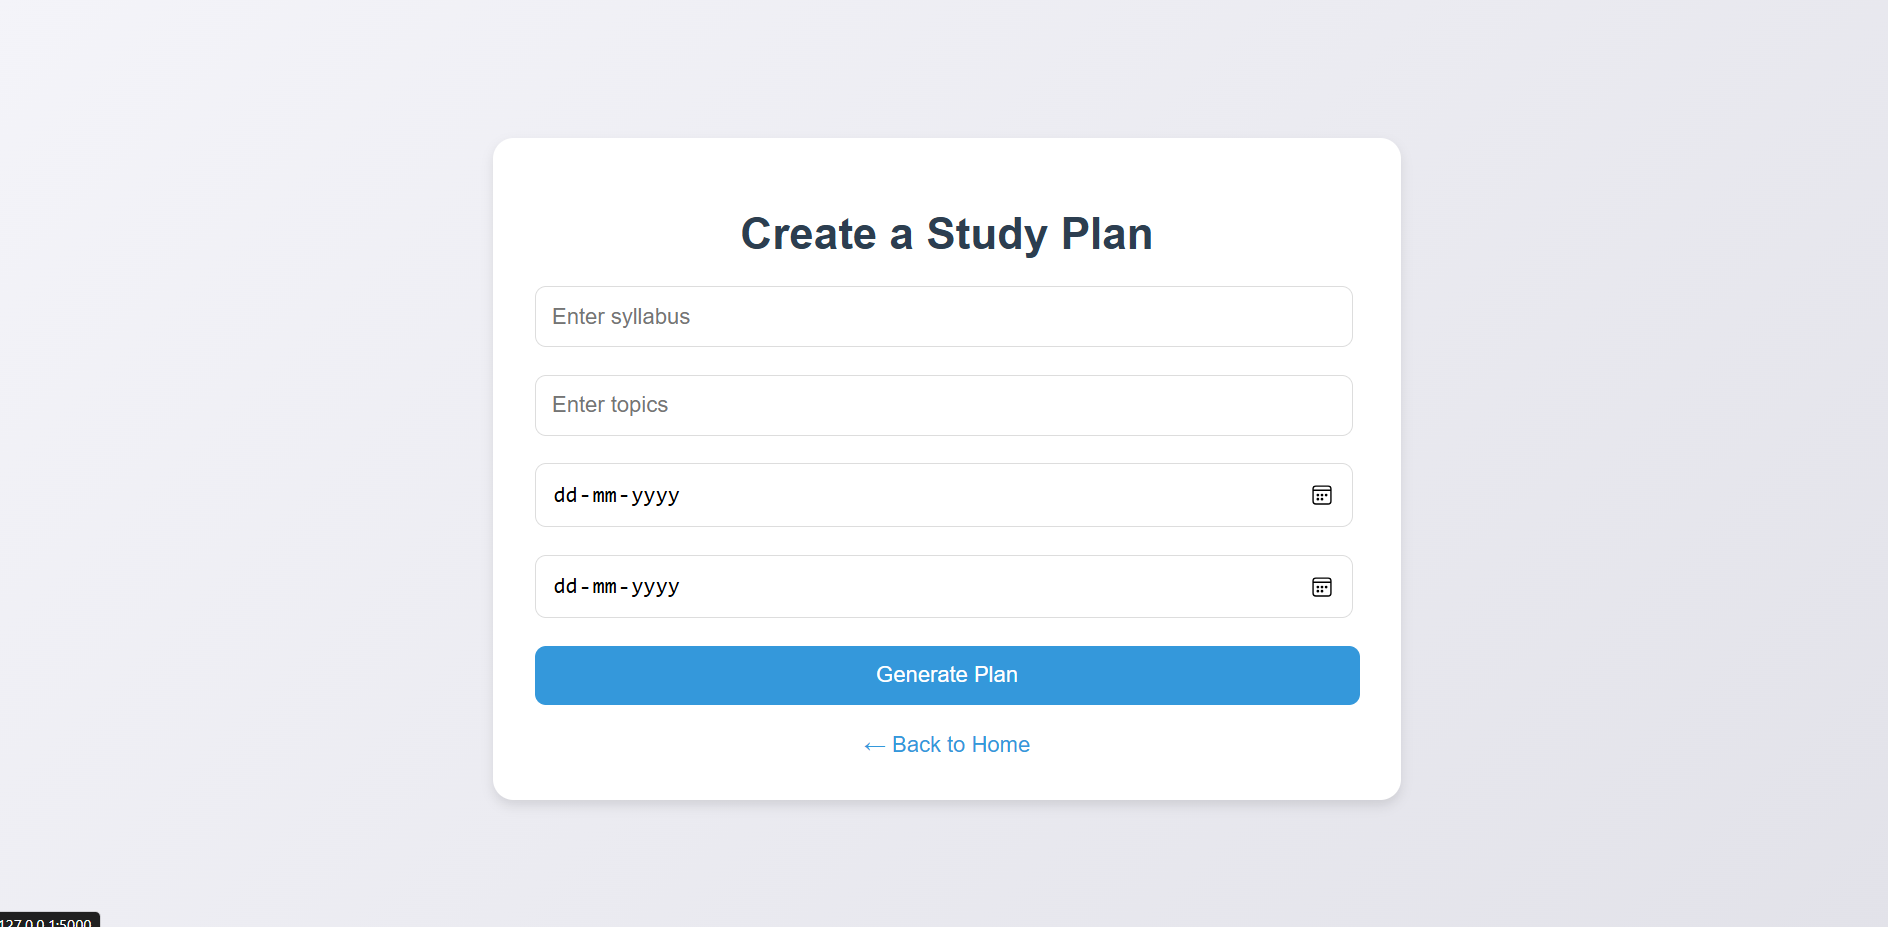 Create a Study Plan
Enter syllabus
Enter topics
dd-mm-yyyy
dd-mm-yyyy
Generate Plan
← Back to Home
127.0.0.1:5000